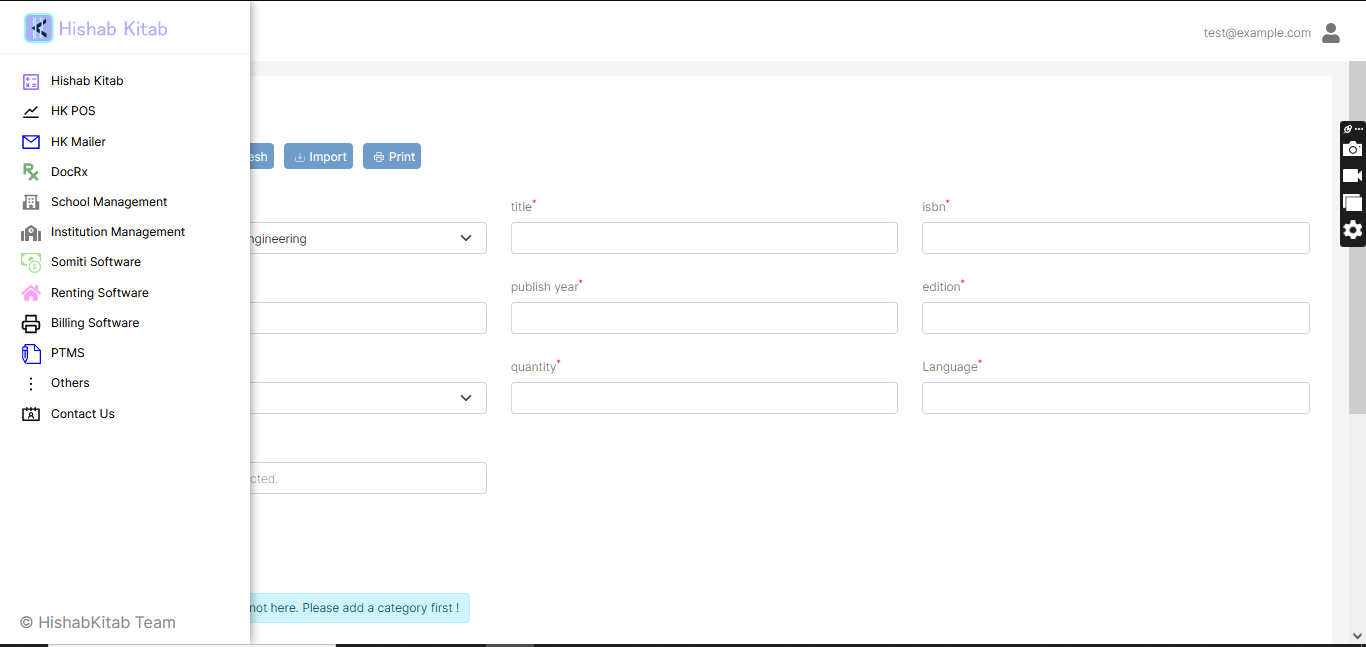 Hishab Kitab
test@example.com
Hishab Kitab
HK POS
HK Mailer
DocRx
School Management
Institution Management
Somiti Software
Renting Software
Billing Software
PTMS
Others
Contact Us
© HishabKitab Team
esh
Import
Print
title*
isbn*
ngineering
publish year*
edition*
quantity*
Language*
cted.
not here. Please add a category first !